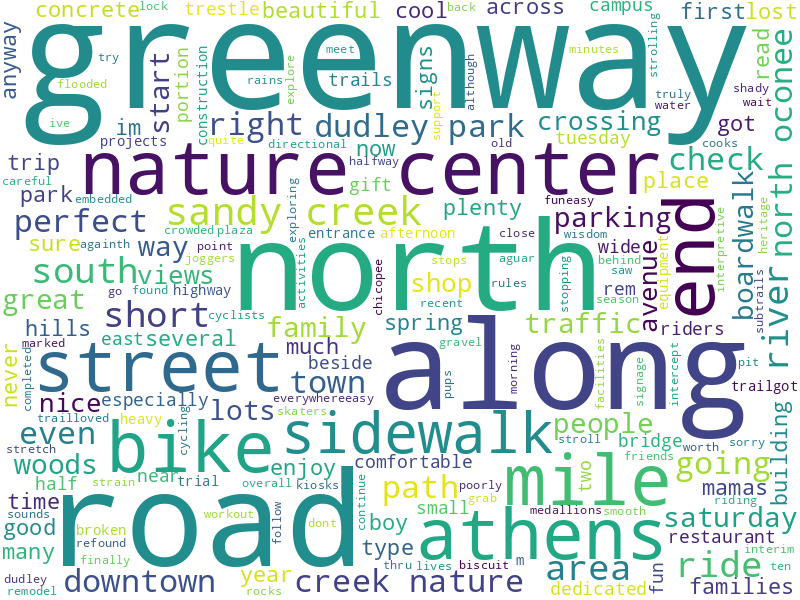 concrete lock trestle beautiful cool back across campus first lost
greenway
anyway try flooded ive start portion construction rains trails explore meet signs although minutes strolling read
im projects right directional quite dudley park support crossing tuesday truly water shady wait got cooks
trip careful park embedded nature center halfway now gift old place check
north oconee
perfect sure againth way crowded plaza point joggers sandy creek exploring entrance afternoon plenty funeasy parking close wisdom wide behind saw avenue equipment boardwalk heritage
south views go found highway activities chicopee stops recent aguar rules shop stopping season rem end interpretive subtrails river
great hills marked short cyclists family north spring gravel traffic riders
never completed east several much beside pups along morning facilities signage intercept pit trailgot
street town
nice especially lots everywhereeasy skaters people sorry
trailloved heavy cycling bike sidewalk stroll bridge friends worth riding building
even stretch woods strain near trial enjoy comfortable two going mamas
half overall kiosks continue path poorly grab mile
time sounds workout follow small medallions smooth saturday
good broken refound road dont boy type athens restaurant
many finally thru lives biscuit m area ride interim ten
dudley remodel downtown year rocks creek nature dedicated fun families